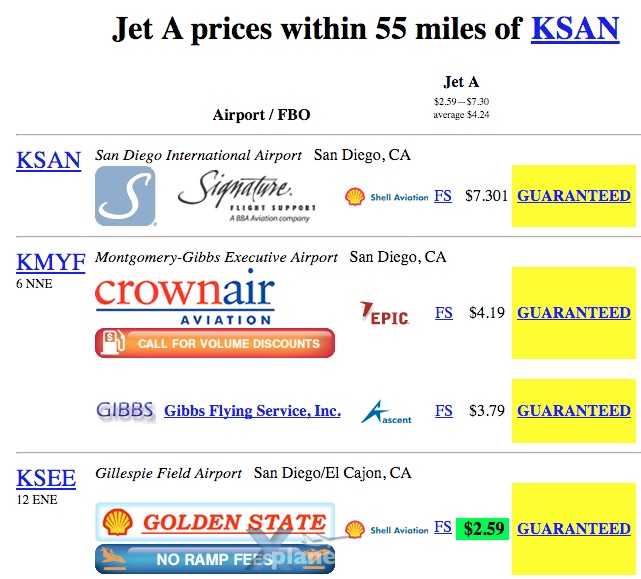 Jet A prices within 55 miles of KSAN
Jet A
$2.59—$7.30
average $4.24
Airport / FBO
KSAN San Diego International Airport San Diego, CA
S Signature. FLIGHT SUPPORT A BBA Aviation company Shell Aviation FS $7.301 GUARANTEED
KMYF Montgomery-Gibbs Executive Airport San Diego, CA
6 NNE
crownair
AVIATION
EPIC FS $4.19 GUARANTEED
$ CALL FOR VOLUME DISCOUNTS
GIBBS Gibbs Flying Service, Inc. Ascent FS $3.79 GUARANTEED
KSEE Gillespie Field Airport San Diego/El Cajon, CA
12 ENE
GOLDEN STATE Shell Aviation FS $2.59 GUARANTEED
NO RAMP FEES
Xplane